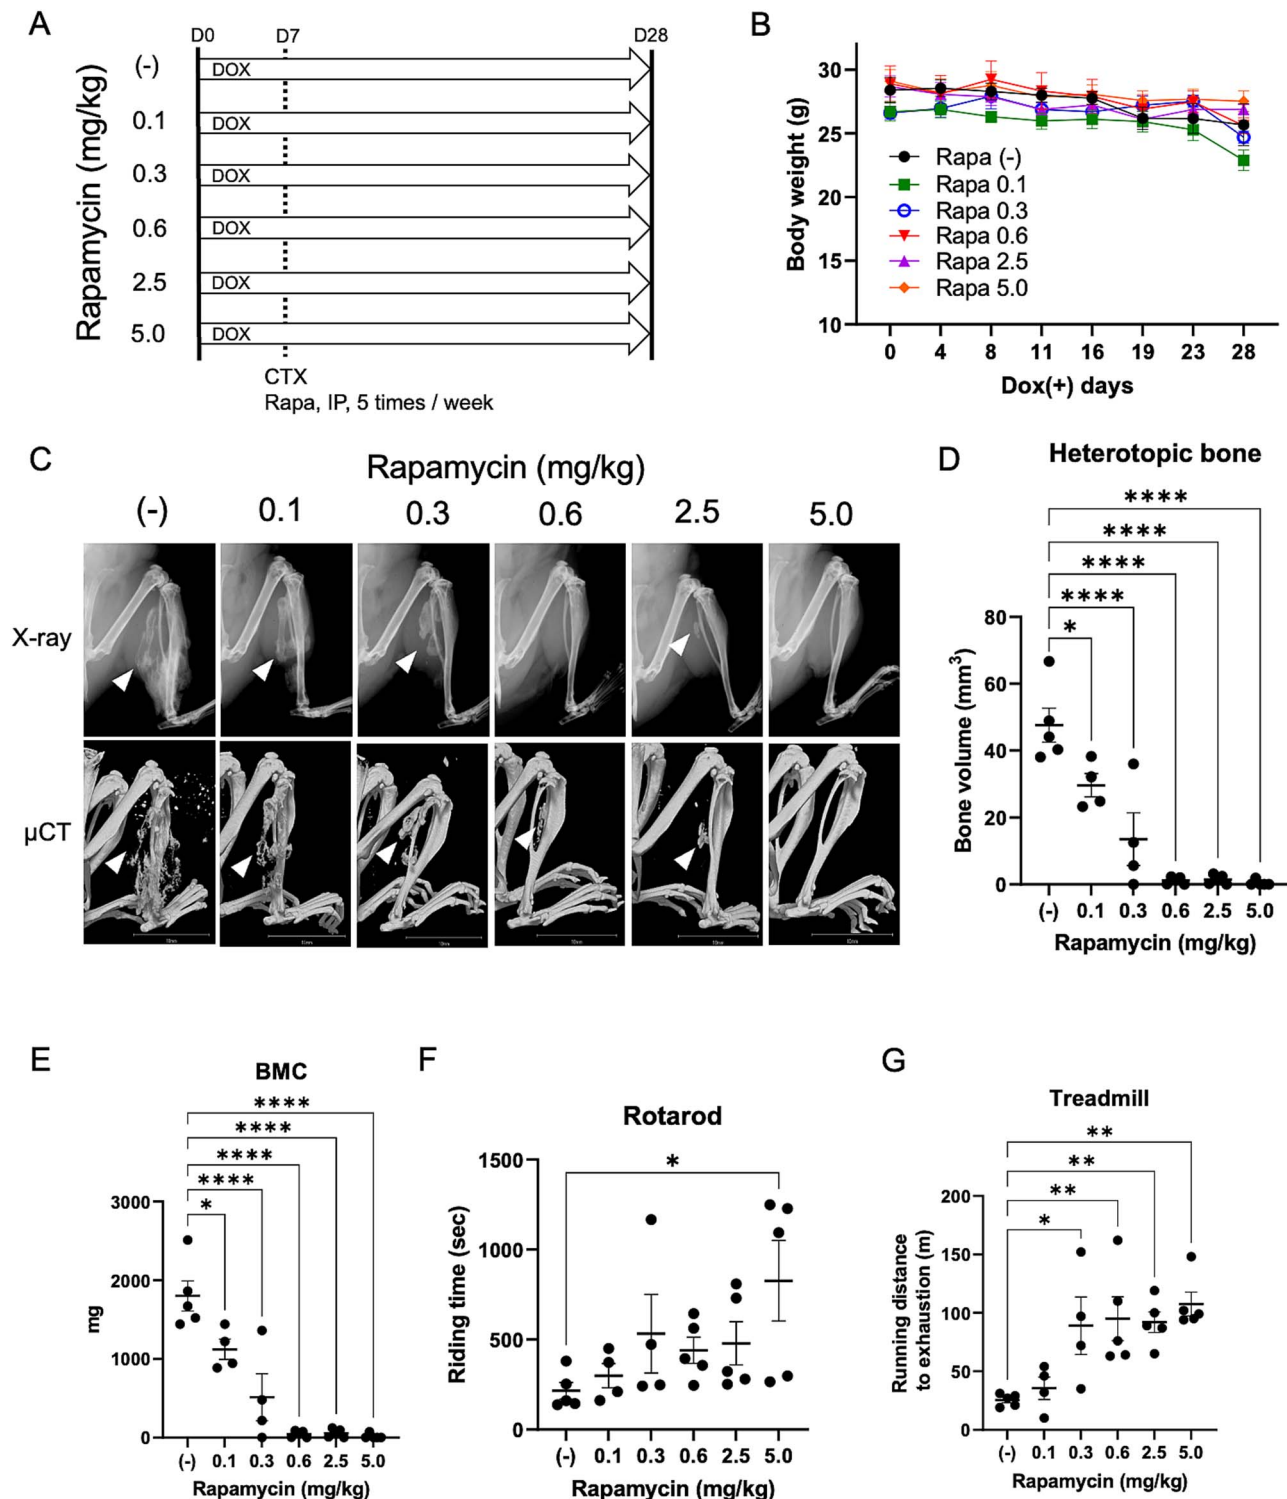 A
D0 D7 D28
Rapamycin (mg/kg)
(-) DOX
0.1 DOX
0.3 DOX
0.6 DOX
2.5 DOX
5.0 DOX
CTX
Rapa, IP, 5 times / week
B
Body weight (g)
30
25
20
15
10
Rapa (-)
Rapa 0.1
Rapa 0.3
Rapa 0.6
Rapa 2.5
Rapa 5.0
0 4 8 11 16 19 23 28
Dox(+) days
C
Rapamycin (mg/kg)
(-) 0.1 0.3 0.6 2.5 5.0
X-ray
µCT
D
Heterotopic bone
****
****
****
****
*
Bone volume (mm³)
80
60
40
20
0
(-) 0.1 0.3 0.6 2.5 5.0
Rapamycin (mg/kg)
E
BMC
****
****
****
****
*
mg
3000
2000
1000
0
(-) 0.1 0.3 0.6 2.5 5.0
Rapamycin (mg/kg)
F
Rotarod
*
Riding time (sec)
1500
1000
500
0
(-) 0.1 0.3 0.6 2.5 5.0
Rapamycin (mg/kg)
G
Treadmill
**
**
**
*
Running distance
to exhaustion (m)
200
150
100
50
0
(-) 0.1 0.3 0.6 2.5 5.0
Rapamycin (mg/kg)